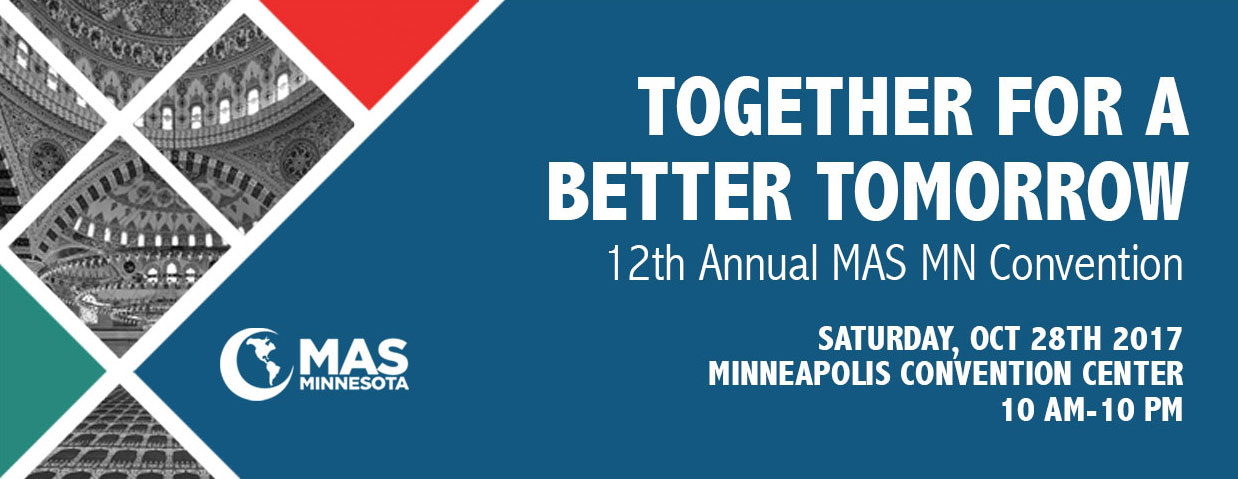 TOGETHER FOR A
BETTER TOMORROW
12th Annual MAS MN Convention
SATURDAY, OCT 28TH 2017
MINNEAPOLIS CONVENTION CENTER
10 AM-10 PM
MAS
MINNESOTA